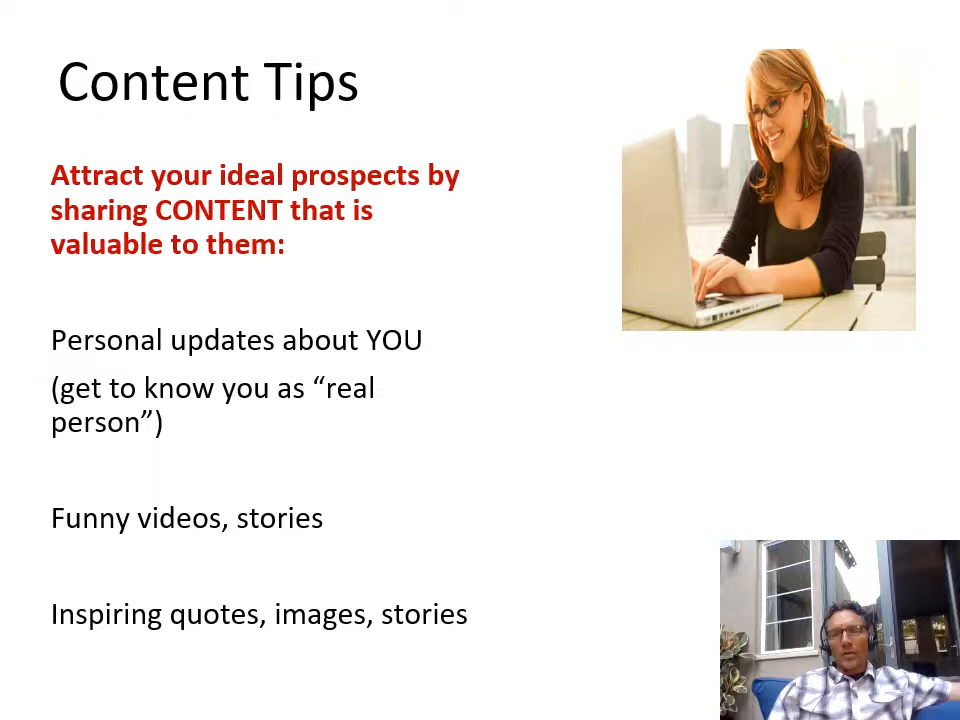 Content Tips
Attract your ideal prospects by
sharing CONTENT that is
valuable to them:
Personal updates about YOU
(get to know you as “real
person”)
Funny videos, stories
Inspiring quotes, images, stories